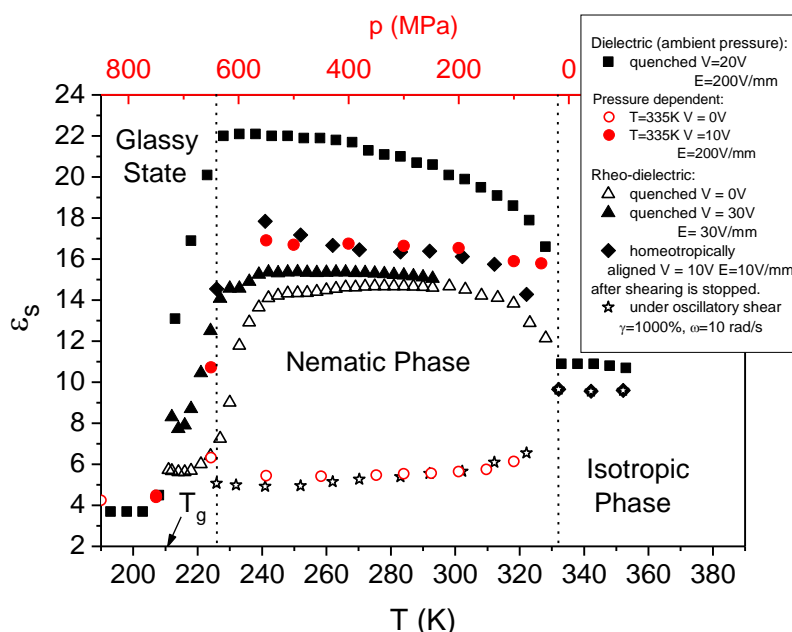 p (MPa)
800 600 400 200 0
Dielectric (ambient pressure):
quenched V=20V
E=200V/mm
Pressure dependent:
T=335K V = 0V
T=335K V =10V
E=200V/mm
Rheo-dielectric:
quenched V = 0V
quenched V = 30V
E= 30V/mm
homeotropically
aligned V = 10V E=10V/mm
after shearing is stopped.
under oscillatory shear
γ=1000%, ω=10 rad/s
24
22
20
18
16
14
12
10
8
6
4
2
εs
Glassy
State
Nematic Phase
Isotropic
Phase
Tg
200 220 240 260 280 300 320 340 360 380
T (K)